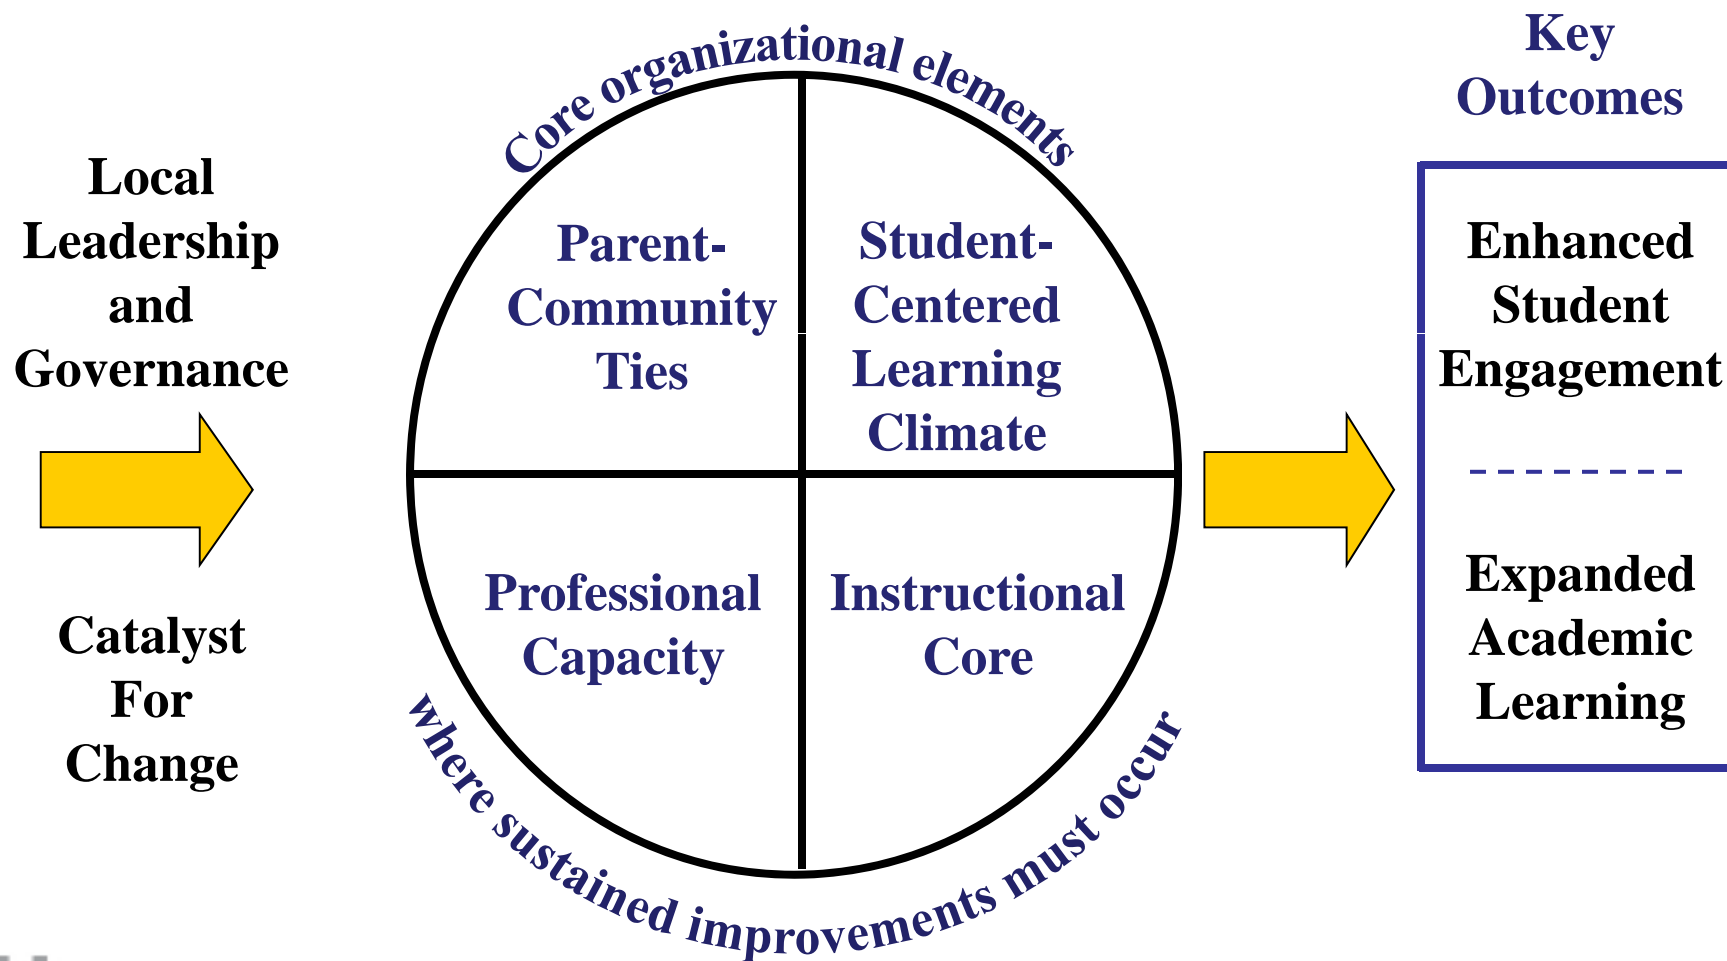 Local
Leadership
and
Governance
Catalyst
For
Change
Core organizational elements
Parent-
Community
Ties
Student-
Centered
Learning
Climate
Professional
Capacity
Instructional
Core
where sustained improvements must occur
Key
Outcomes
Enhanced
Student
Engagement
Expanded
Academic
Learning